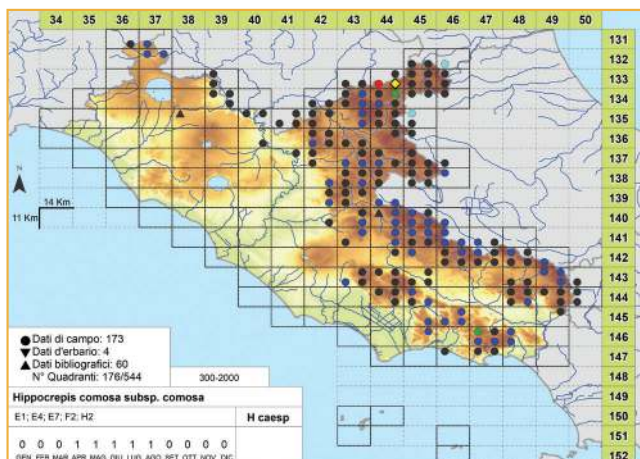 34 35 36 37 38 39 40 41 42 43 44 45 46 47 48 49 50
131
132
133
134
135
136
137
138
139
140
141
142
143
144
145
146
147
148
149
150
151
152
N
14 Km
11 Km
Dati di campo: 173
Dati d'erbario: 4
Dati bibliografici: 60
N° Quadranti: 176/544
300-2000
Hippocrepis comosa subsp. comosa
E1; E4; E7; F2; H2
H caesp
0 0 0 1 1 1 1 1 0 0 0 0
GEN FEB MAR APR MAG GIU LUG AGO SET OTT NOV DIC